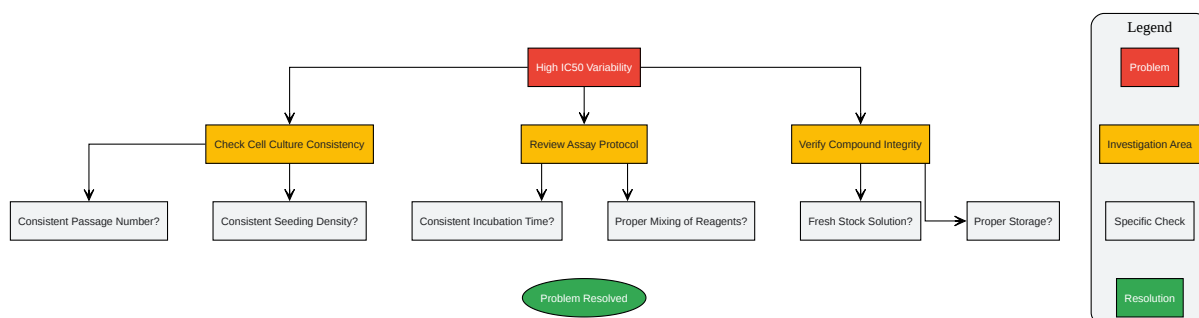 High IC50 Variability
Check Cell Culture Consistency
Review Assay Protocol
Verify Compound Integrity
Consistent Passage Number?
Consistent Seeding Density?
Consistent Incubation Time?
Proper Mixing of Reagents?
Fresh Stock Solution?
Proper Storage?
Problem Resolved
Legend
Problem
Investigation Area
Specific Check
Resolution